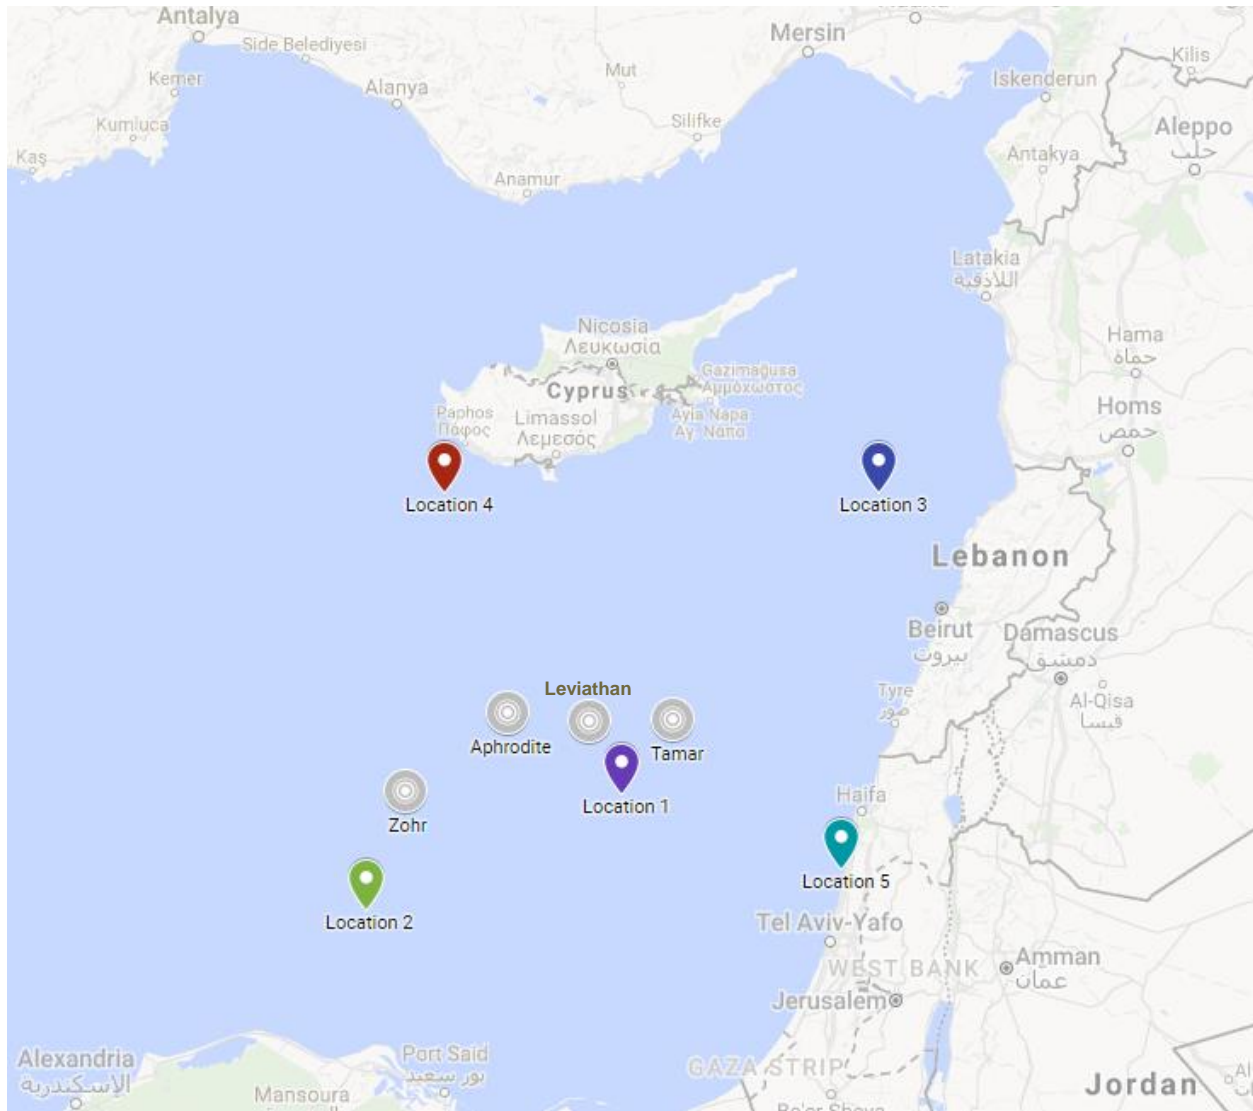 Antalya
Side Belediyesi
Mersin
Kilis
Kemer
Alanya
Mut
Iskenderun
Kumluca
Silifke
Aleppo
حلب
Kaş
Anamur
Antakya
Latakia
اللاذقية
Nicosia
Λευκωσία
Hama
حماة
Gazimağusa
Αμμόχωστος
Cyprus
Paphos
Πάφος
Limassol
Λεμεσός
Ayia Napa
Αγ. Νάπα
Homs
حمص
Location 4
Location 3
Lebanon
Beirut
بيروت
Damascus
دمشق
Leviathan
Tyre
صور
Al-Qisa
قيسا
Aphrodite
Tamar
Haifa
Location 1
Zohr
Location 5
Location 2
Tel Aviv-Yafo
WEST BANK
Amman
عمان
Jerusalem
Alexandria
الإسكندرية
Port Said
بور سعيد
GAZA STRIP
Mansoura
Jordan